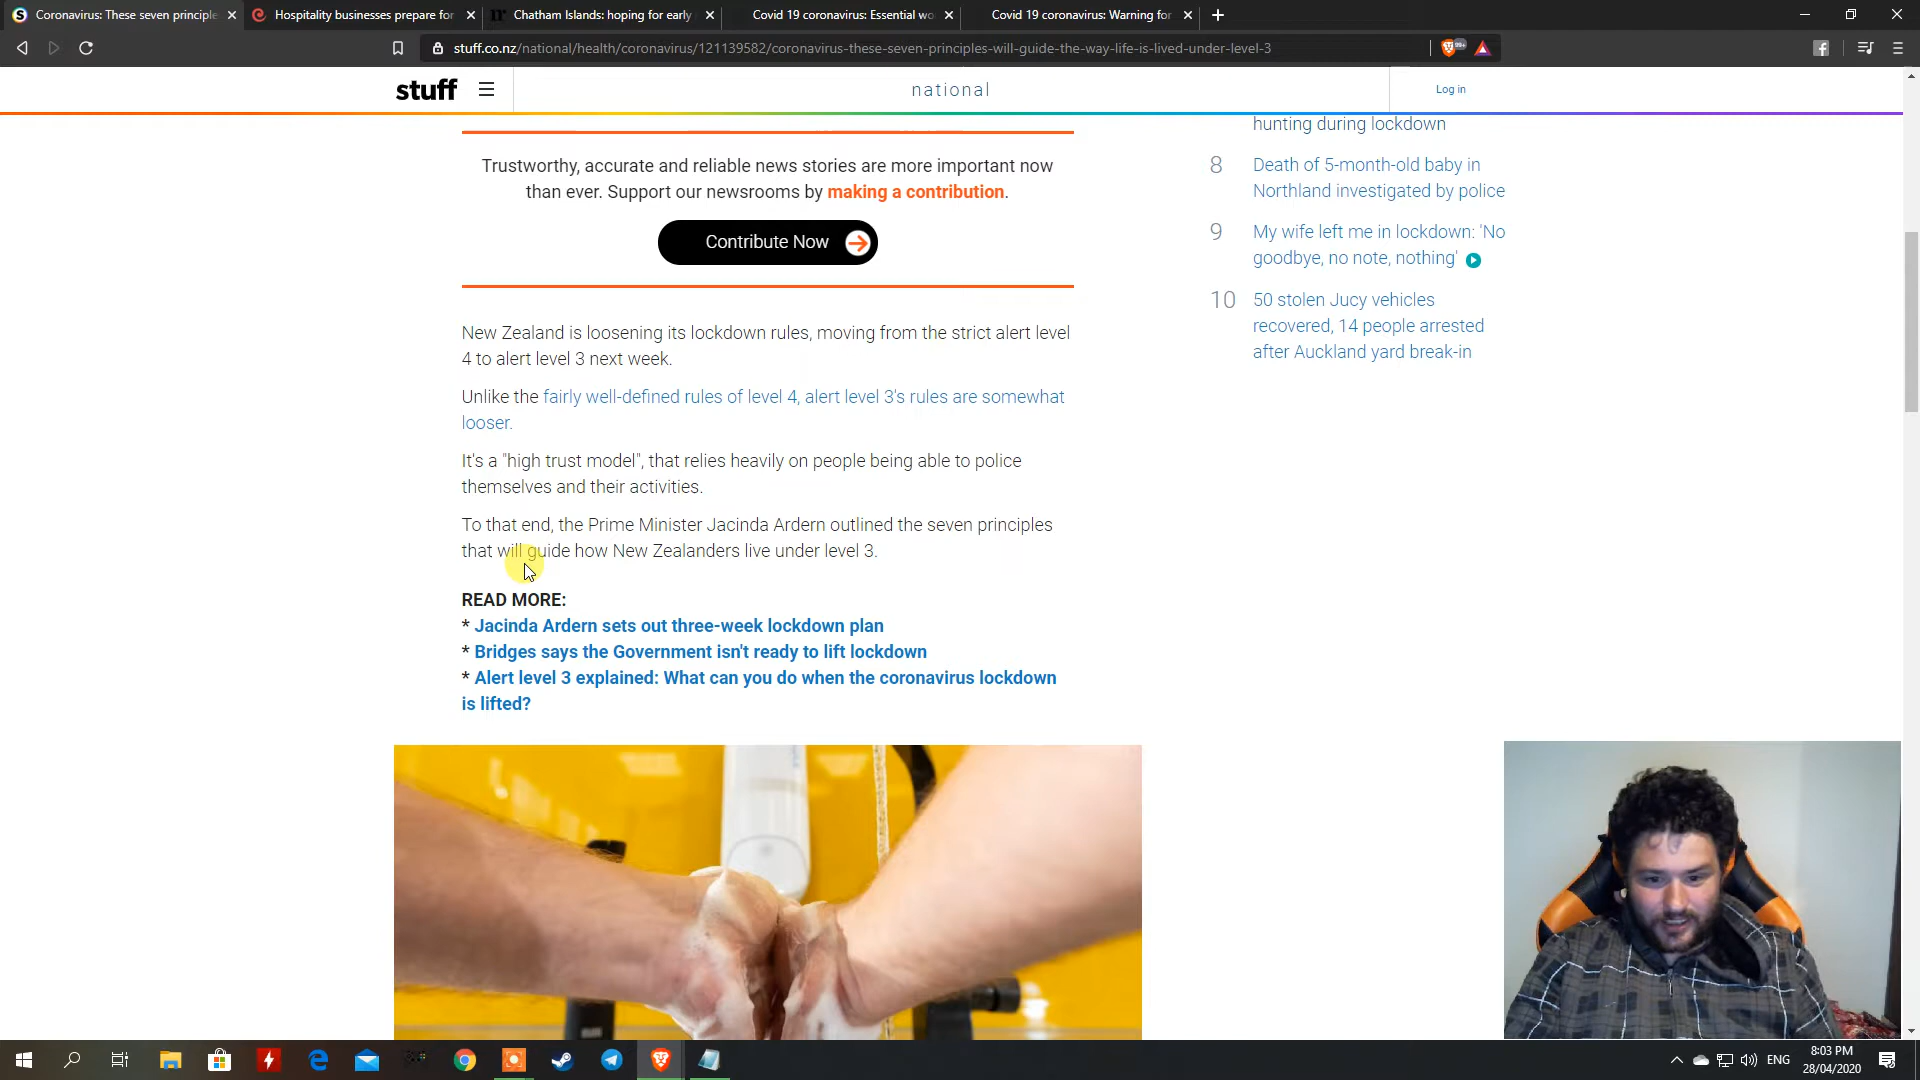 Coronavirus: These seven principle
Hospitality businesses prepare for
Chatham Islands: hoping for early
Covid 19 coronavirus: Essential wo
Covid 19 coronavirus: Warning for
stuff.co.nz/national/health/coronavirus/121139582/coronavirus-these-seven-principles-will-guide-the-way-life-is-lived-under-level-3
99+
stuff
national
Log in
Trustworthy, accurate and reliable news stories are more important now
than ever. Support our newsrooms by making a contribution.
Contribute Now
New Zealand is loosening its lockdown rules, moving from the strict alert level
4 to alert level 3 next week.
Unlike the fairly well-defined rules of level 4, alert level 3's rules are somewhat
looser.
It's a "high trust model", that relies heavily on people being able to police
themselves and their activities.
To that end, the Prime Minister Jacinda Ardern outlined the seven principles
that will guide how New Zealanders live under level 3.
READ MORE:
* Jacinda Ardern sets out three-week lockdown plan
* Bridges says the Government isn't ready to lift lockdown
* Alert level 3 explained: What can you do when the coronavirus lockdown
is lifted?
hunting during lockdown
8 Death of 5-month-old baby in
Northland investigated by police
9 My wife left me in lockdown: 'No
goodbye, no note, nothing'
10 50 stolen Jucy vehicles
recovered, 14 people arrested
after Auckland yard break-in
ENG
8:03 PM
28/04/2020